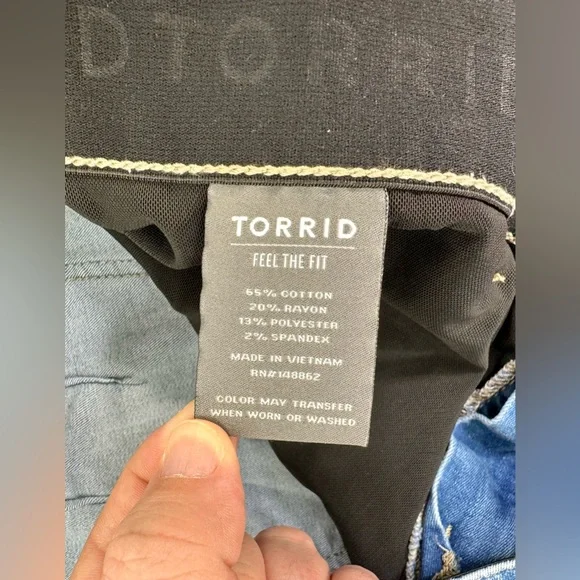 DTORRI
TORRID
FEEL THE FIT
65% COTTON
20% RAYON
13% POLYESTER
2% SPANDEX
MADE IN VIETNAM
RN#148862
COLOR MAY TRANSFER
WHEN WORN OR WASHED